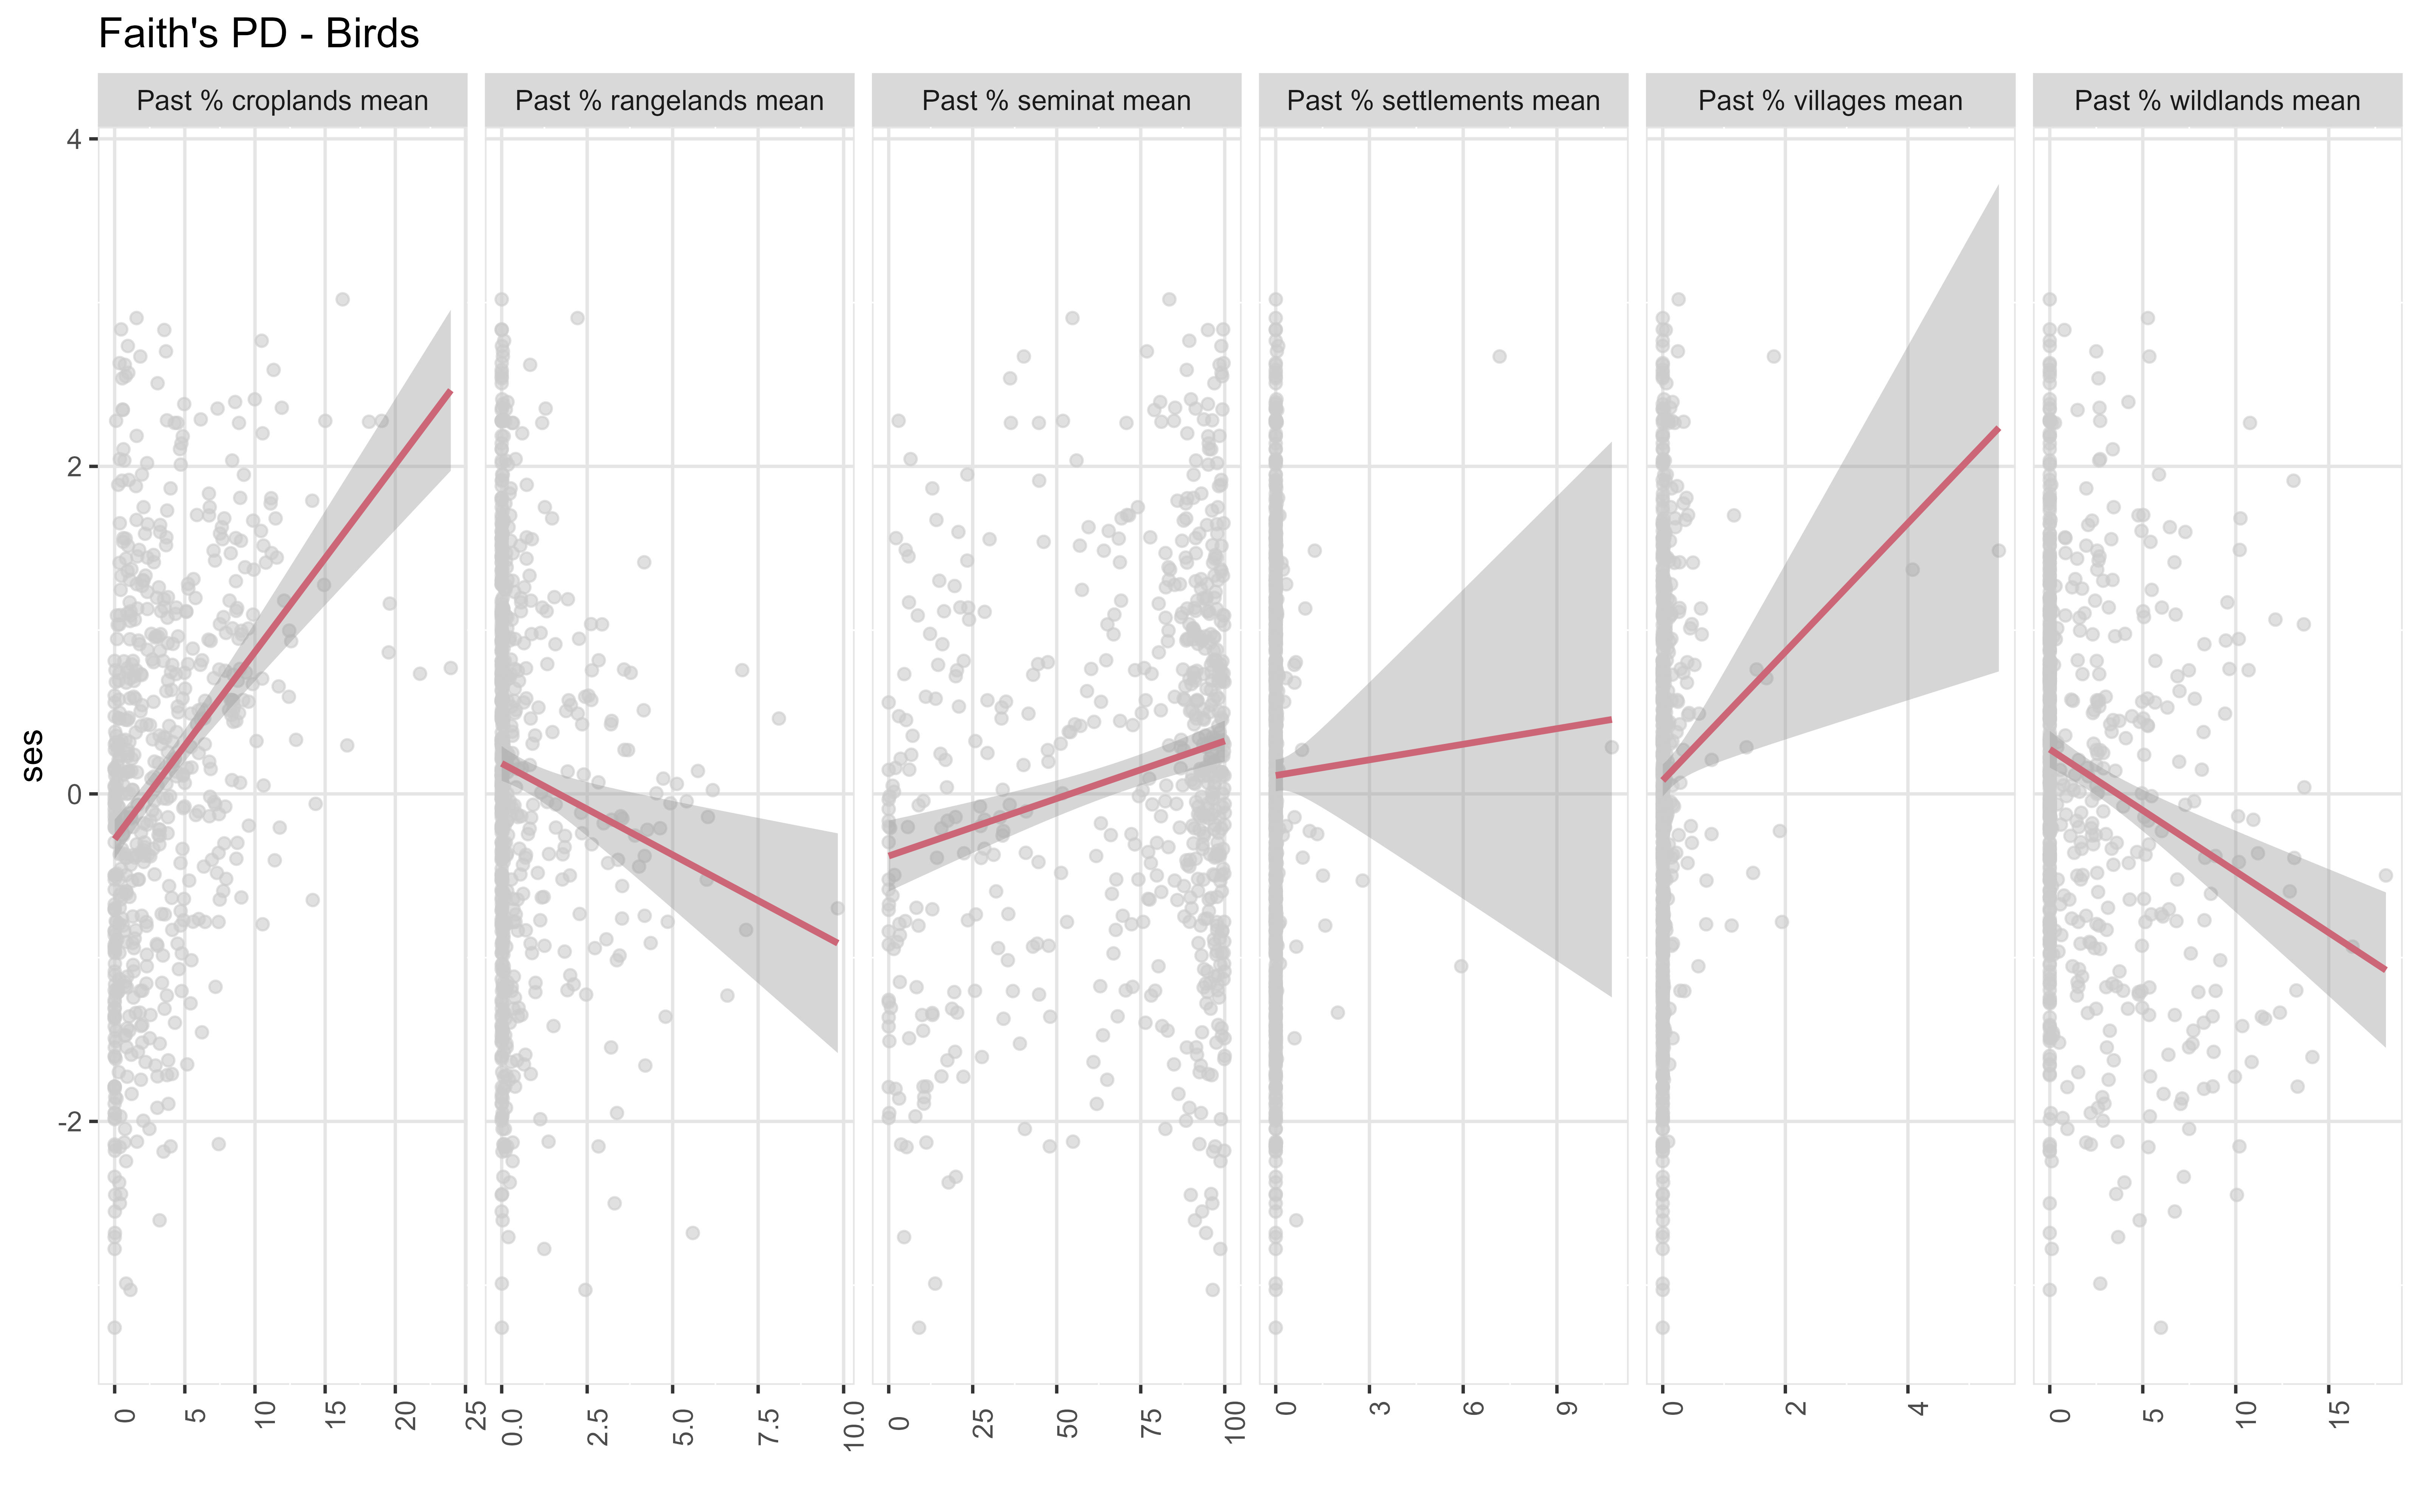 Faith's PD - Birds
Past % croplands mean
Past % rangelands mean
Past % seminat mean
Past % settlements mean
Past % villages mean
Past % wildlands mean
4
2
0
-2
ses
0 5 10 15 20 25
0.0 2.5 5.0 7.5 10.0
0 25 50 75 100
0 3 6 9
0 2 4
0 5 10 15